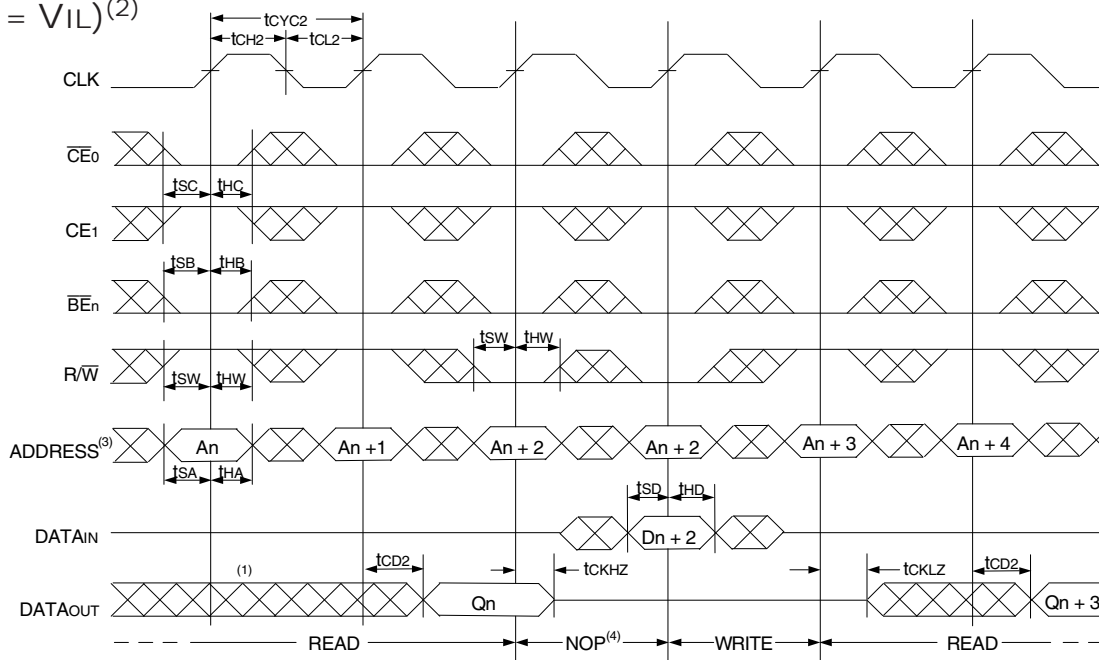 = VIL)(2)
tCYC2
tCH2 tCL2
CLK
CE0
tSC tHC
CE1
tSB tHB
BEn
tSW tHW
R/W
tSW tHW
ADDRESS(3) An An +1 An + 2 An + 2 An + 3 An + 4
tSA tHA
tSD tHD
DATAIN Dn + 2
tCD2 tCKHZ tCKLZ tCD2
(1)
DATAOUT Qn Qn + 3
READ NOP(4) WRITE READ